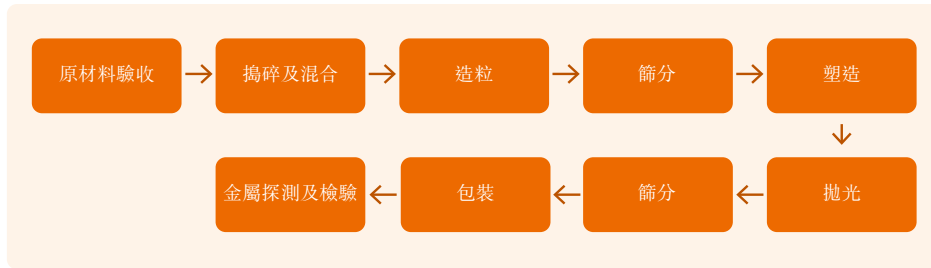 原材料驗收
搗碎及混合
造粒
篩分
塑造
拋光
篩分
包裝
金屬探測及檢驗